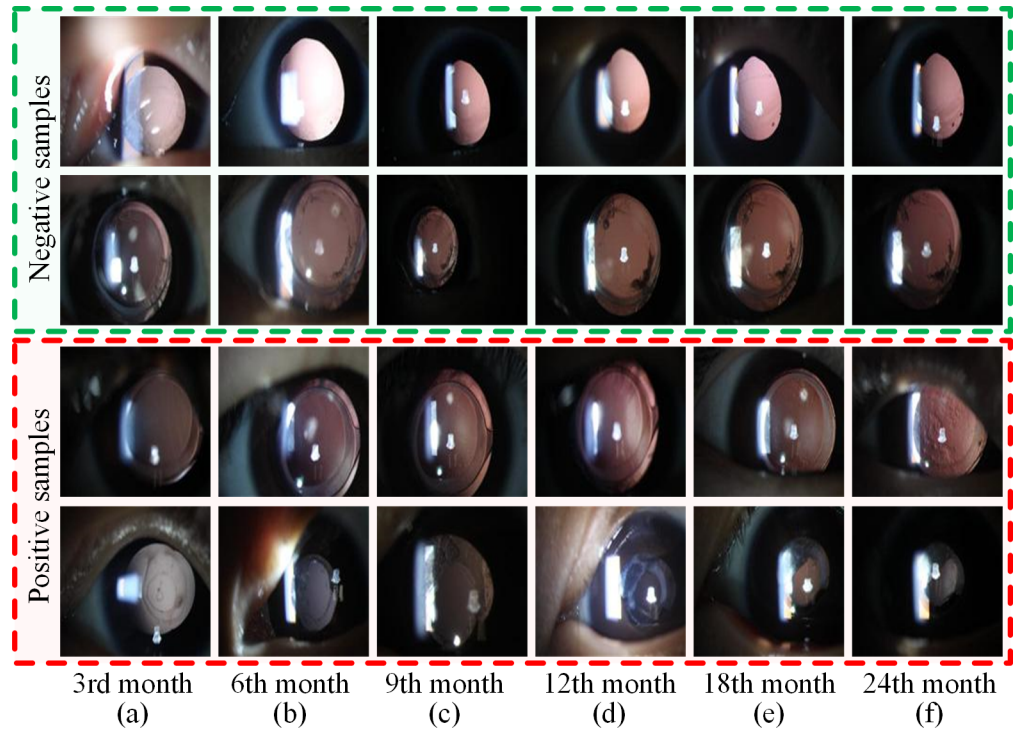 Negative samples
Positive samples
3rd month
6th month
9th month
12th month
18th month
24th month
(a)
(b)
(c)
(d)
(e)
(f)